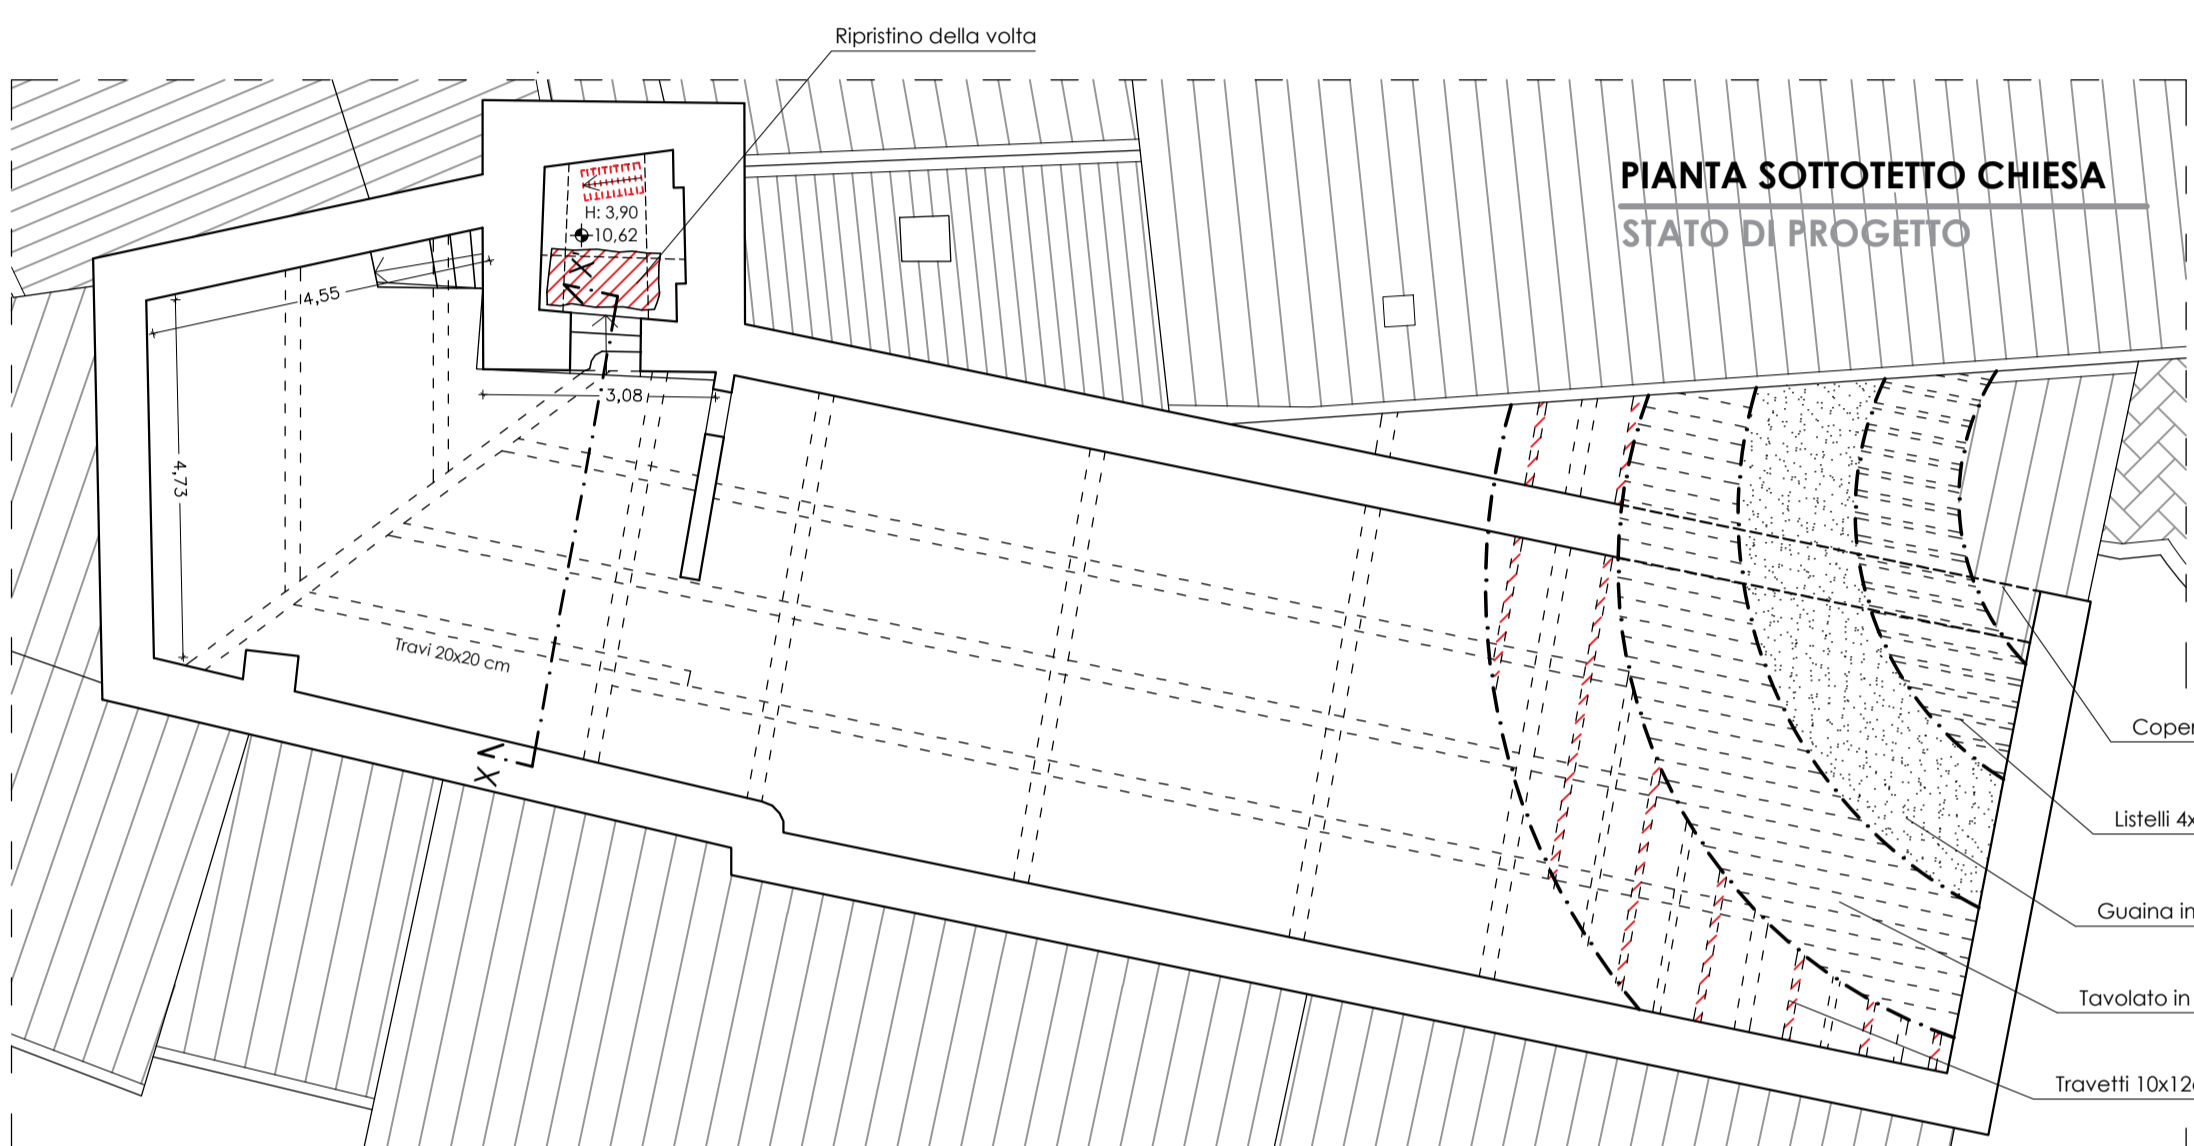 Ripristino della volta
PIANTA SOTTOTETTO CHIESA
STATO DI PROGETTO
H: 3,90
10,62
X
4,55
3,08
4,73
Travi 20x20 cm
X
Coper
Listelli 4x
Guaina in
Tavolato in
Travetti 10x12